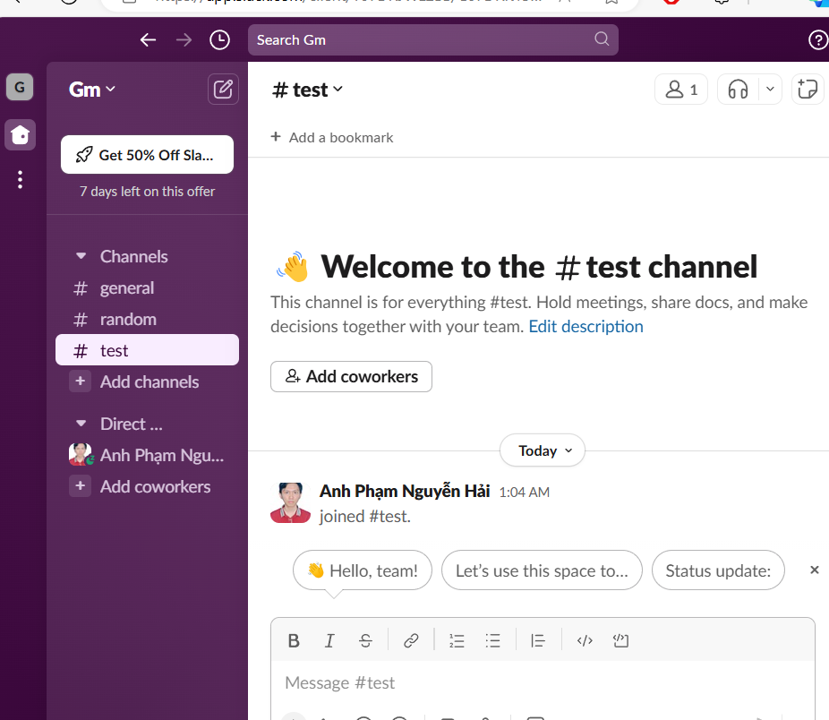 Search Gm
G
Gm
# test
1
Get 50% Off Sla...
7 days left on this offer
+ Add a bookmark
Channels
# general
# random
# test
+ Add channels
Direct ...
Anh Phạm Ngu...
+ Add coworkers
👋 Welcome to the # test channel
This channel is for everything #test. Hold meetings, share docs, and make
decisions together with your team. Edit description
Add coworkers
Today
Anh Phạm Nguyễn Hải 1:04 AM
joined #test.
👋 Hello, team!
Let's use this space to...
Status update:
B I S
Message #test